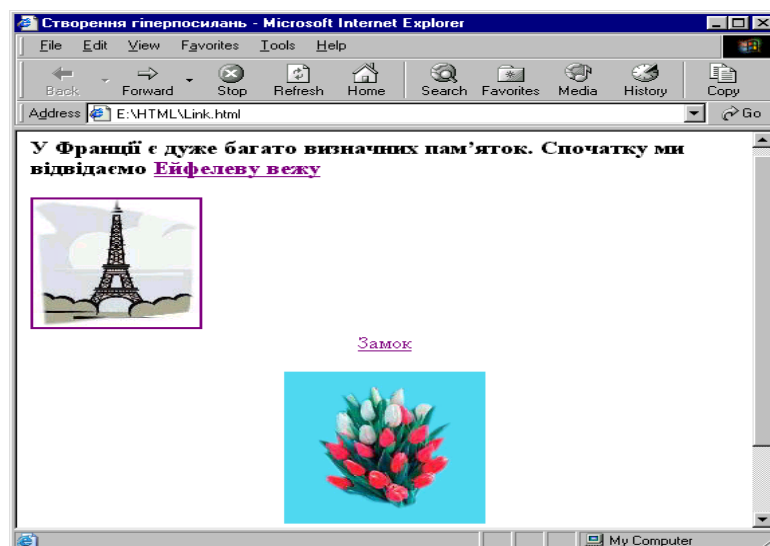 Створення гіперпосилань - Microsoft Internet Explorer
File Edit View Favorites Tools Help
Back Forward Stop Refresh Home Search Favorites Media History Copy
Address E:\HTML\Link.html Go
У Франції є дуже багато визначних пам’яток. Спочатку ми
відвідаємо Ейфелеву вежу
Замок
My Computer